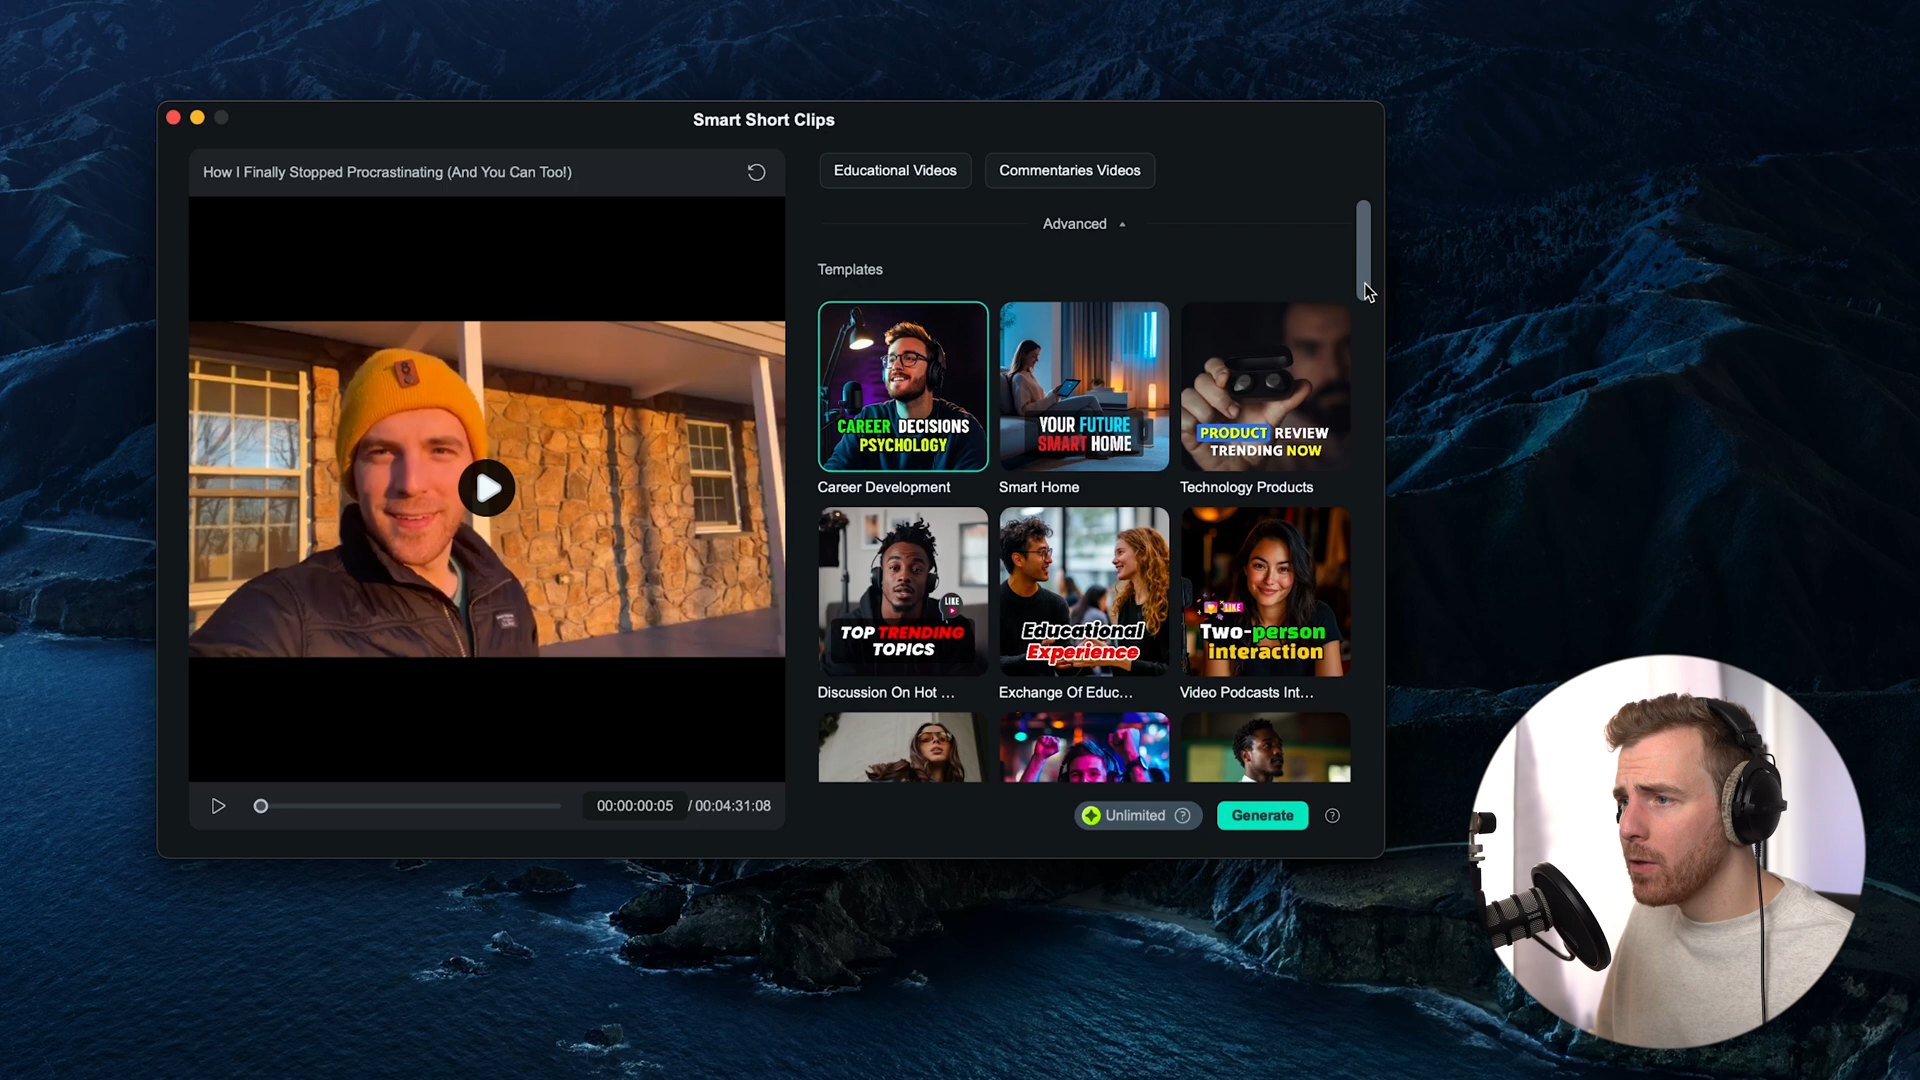 Smart Short Clips
How I Finally Stopped Procrastinating (And You Can Too!)
Educational Videos
Commentaries Videos
Advanced
Templates
CAREER DECISIONS
PSYCHOLOGY
YOUR FUTURE
SMART HOME
PRODUCT REVIEW
TRENDING NOW
Career Development
Smart Home
Technology Products
LIKE
TOP TRENDING
TOPICS
Educational
Experience
LIKE
Two-person
interaction
Discussion On Hot ...
Exchange Of Educ...
Video Podcasts Int...
00:00:00:05 / 00:04:31:08
Unlimited
Generate